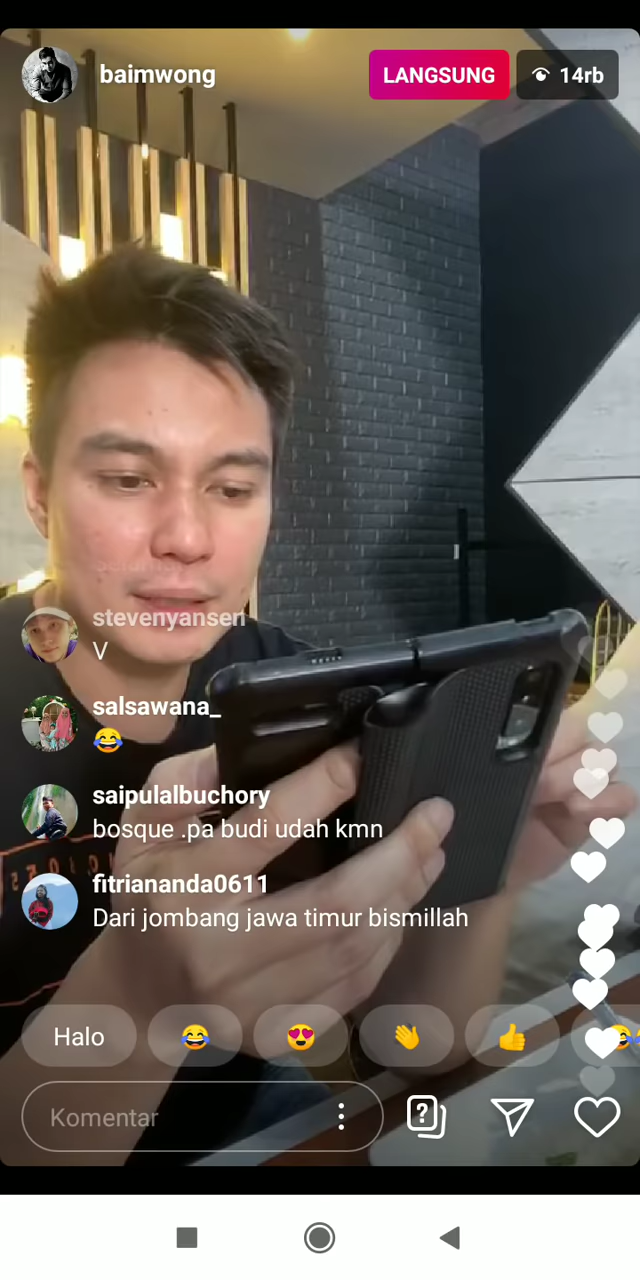 baimwong
LANGSUNG
14rb
stevenyansen
V
salsawana_
😂
saipulalbuchory
bosque .pa budi udah kmn
fitriananda0611
Dari jombang jawa timur bismillah
Halo 😂 😍 👋 👍 😂
Komentar